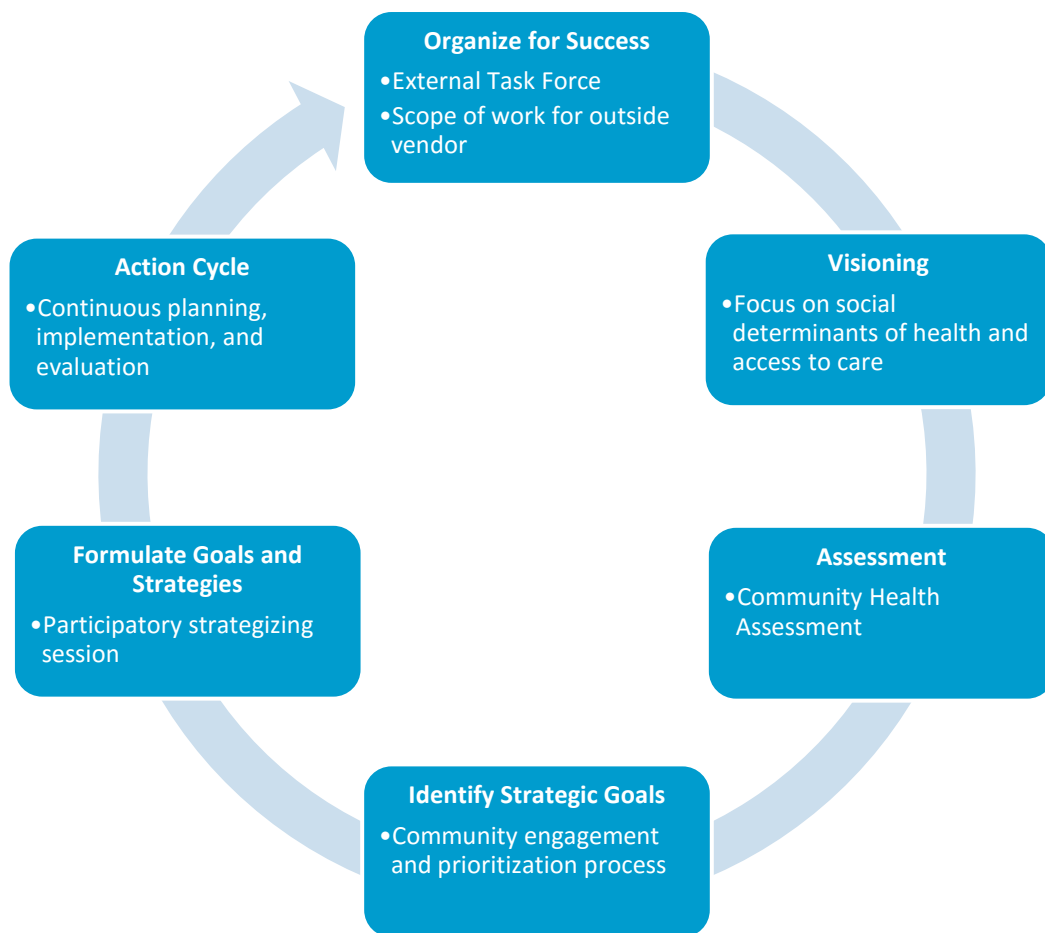 Organize for Success
•External Task Force
•Scope of work for outside
vendor
Visioning
•Focus on social
determinants of health and
access to care
Assessment
•Community Health
Assessment
Identify Strategic Goals
•Community engagement
and prioritization process
Formulate Goals and
Strategies
•Participatory strategizing
session
Action Cycle
•Continuous planning,
implementation, and
evaluation